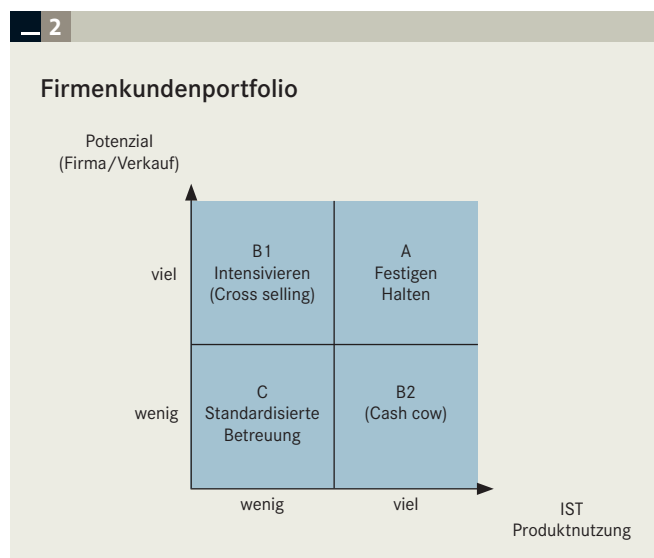 2
Firmenkundenportfolio
Potenzial
(Firma/Verkauf)
viel
B1
Intensivieren
(Cross selling)
A
Festigen
Halten
wenig
C
Standardisierte
Betreuung
B2
(Cash cow)
wenig
viel
IST
Produktnutzung